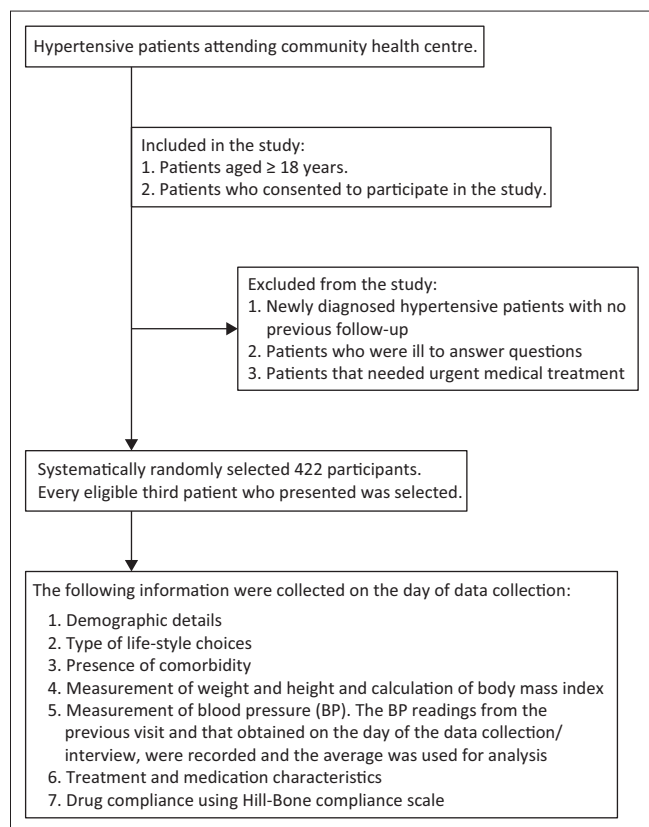 Hypertensive patients attending community health centre.
Included in the study:
1. Patients aged ≥ 18 years.
2. Patients who consented to participate in the study.
Excluded from the study:
1. Newly diagnosed hypertensive patients with no
previous follow-up
2. Patients who were ill to answer questions
3. Patients that needed urgent medical treatment
Systematically randomly selected 422 participants.
Every eligible third patient who presented was selected.
The following information were collected on the day of data collection:
1. Demographic details
2. Type of life-style choices
3. Presence of comorbidity
4. Measurement of weight and height and calculation of body mass index
5. Measurement of blood pressure (BP). The BP readings from the
previous visit and that obtained on the day of the data collection/
interview, were recorded and the average was used for analysis
6. Treatment and medication characteristics
7. Drug compliance using Hill-Bone compliance scale